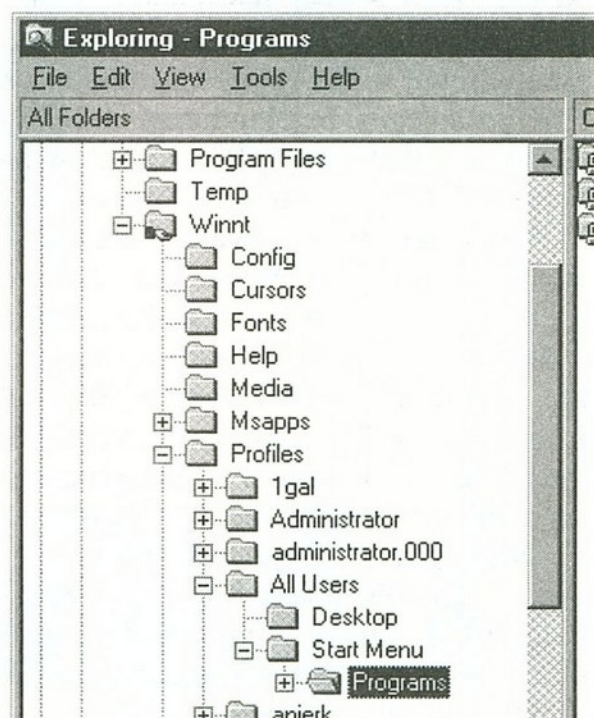 Exploring - Programs
File Edit View Tools Help
All Folders
Program Files
Temp
Winnt
Config
Cursors
Fonts
Help
Media
Msapps
Profiles
1gal
Administrator
administrator.000
All Users
Desktop
Start Menu
Programs
anjerk